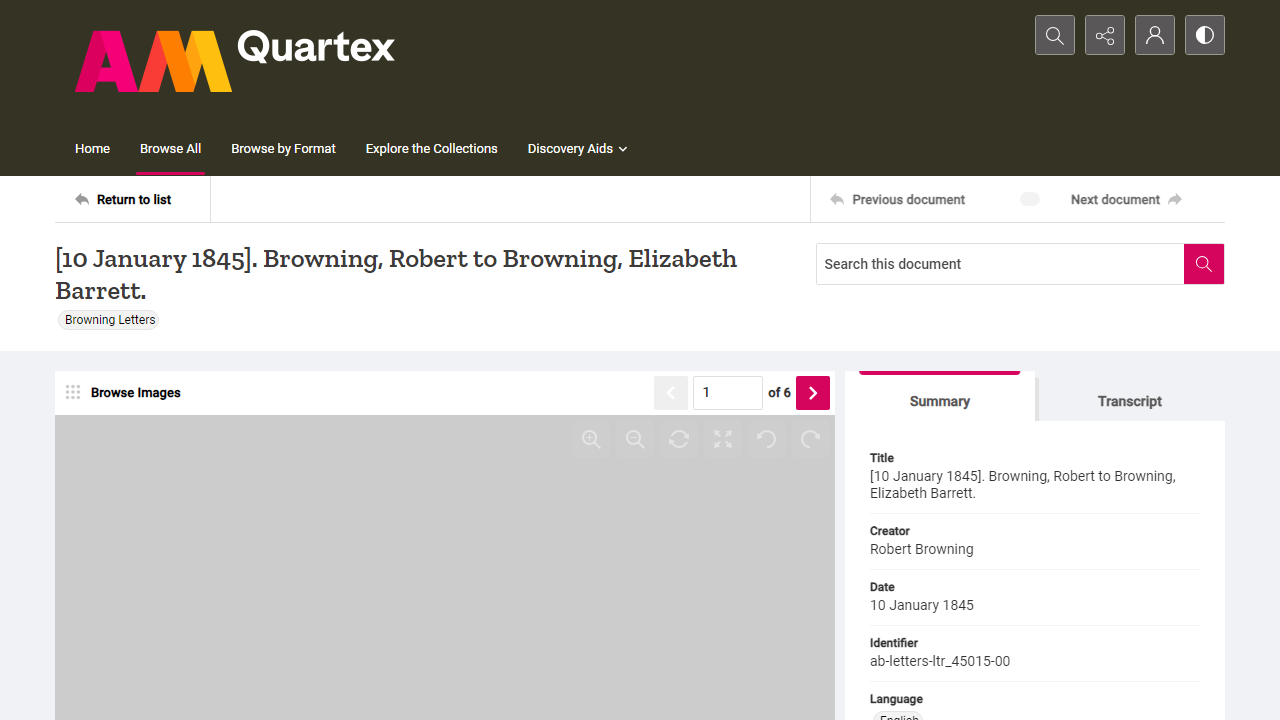 AM Quartex
Home Browse All Browse by Format Explore the Collections Discovery Aids
Return to list Previous document Next document
[10 January 1845]. Browning, Robert to Browning, Elizabeth
Barrett.
Browning Letters
Search this document
Browse Images 1 of 6
Summary Transcript
Title
[10 January 1845]. Browning, Robert to Browning,
Elizabeth Barrett.
Creator
Robert Browning
Date
10 January 1845
Identifier
ab-letters-ltr_45015-00
Language
English